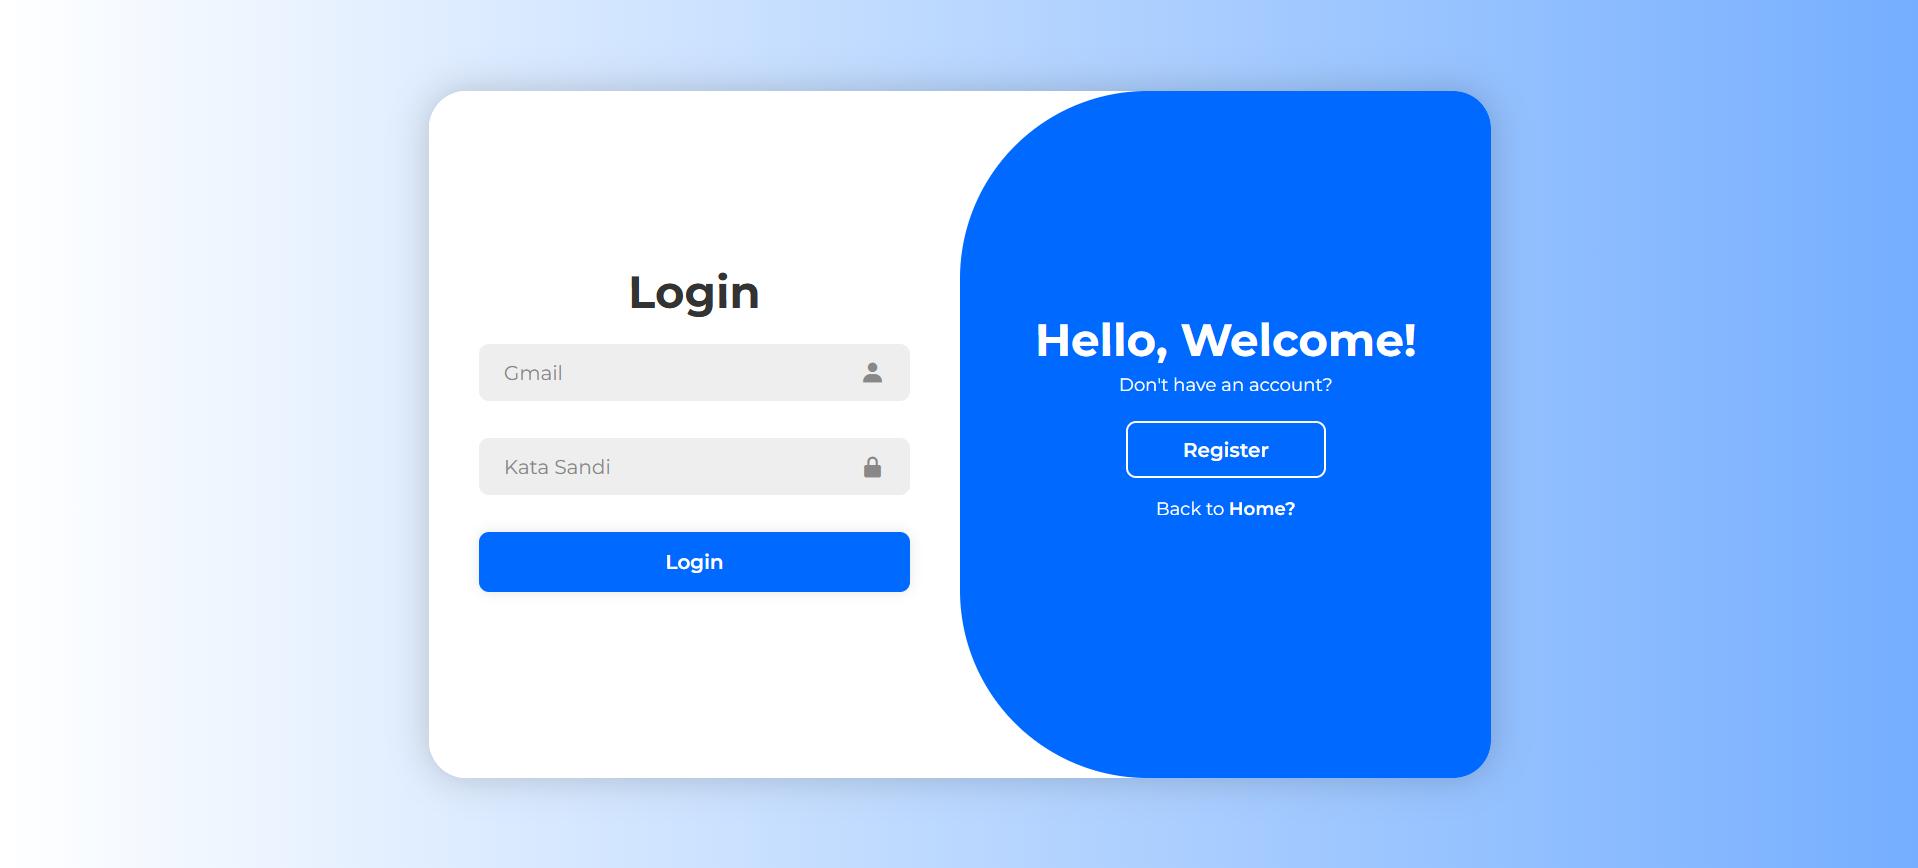 Login
Gmail
Kata Sandi
Login
Hello, Welcome!
Don't have an account?
Register
Back to Home?